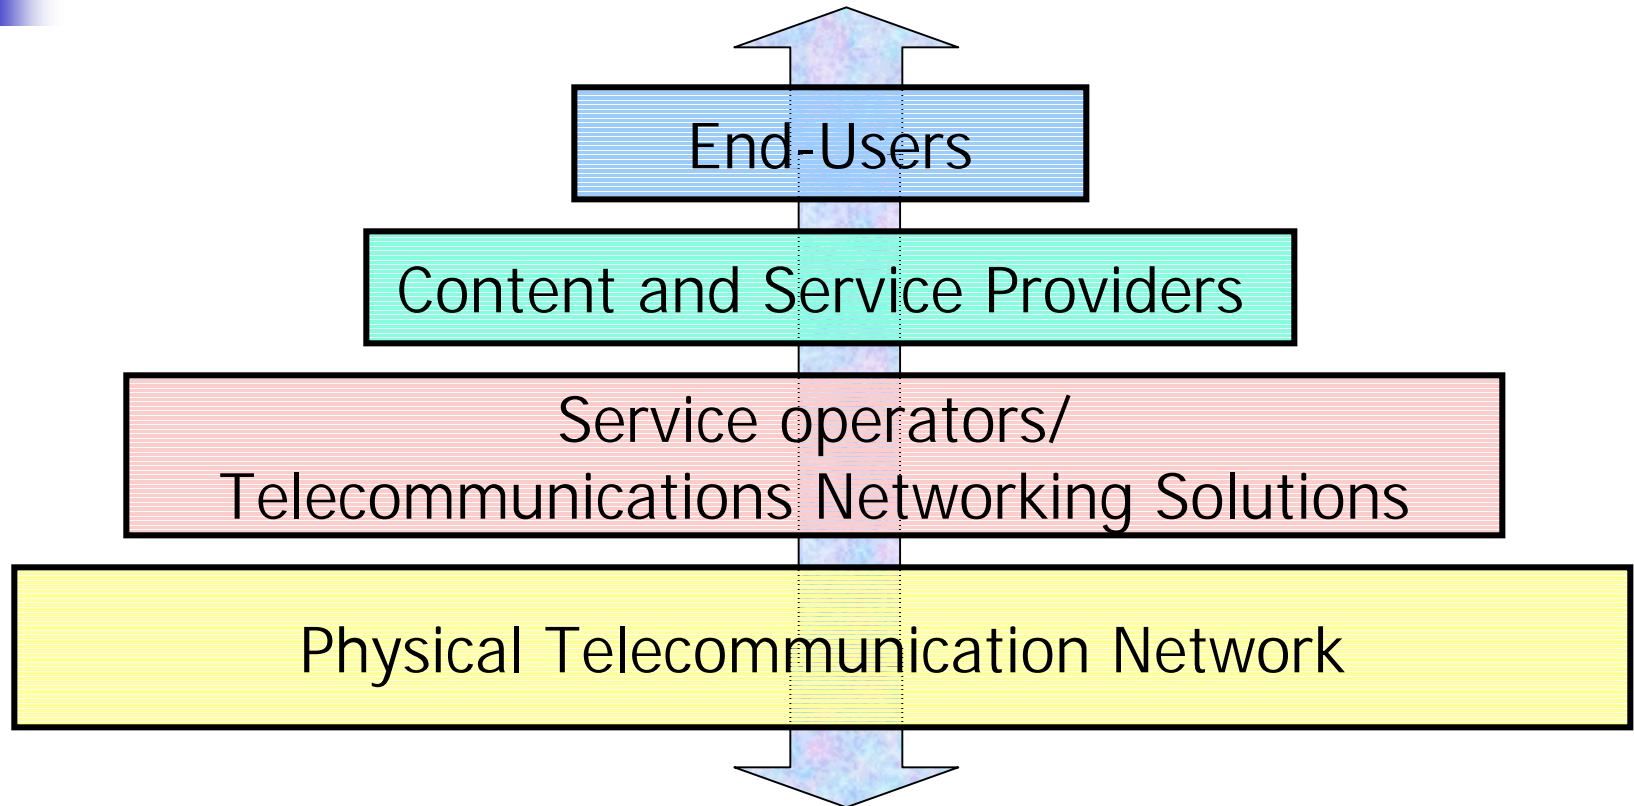 End-Users
Content and Service Providers
Service operators/
Telecommunications Networking Solutions
Physical Telecommunication Network